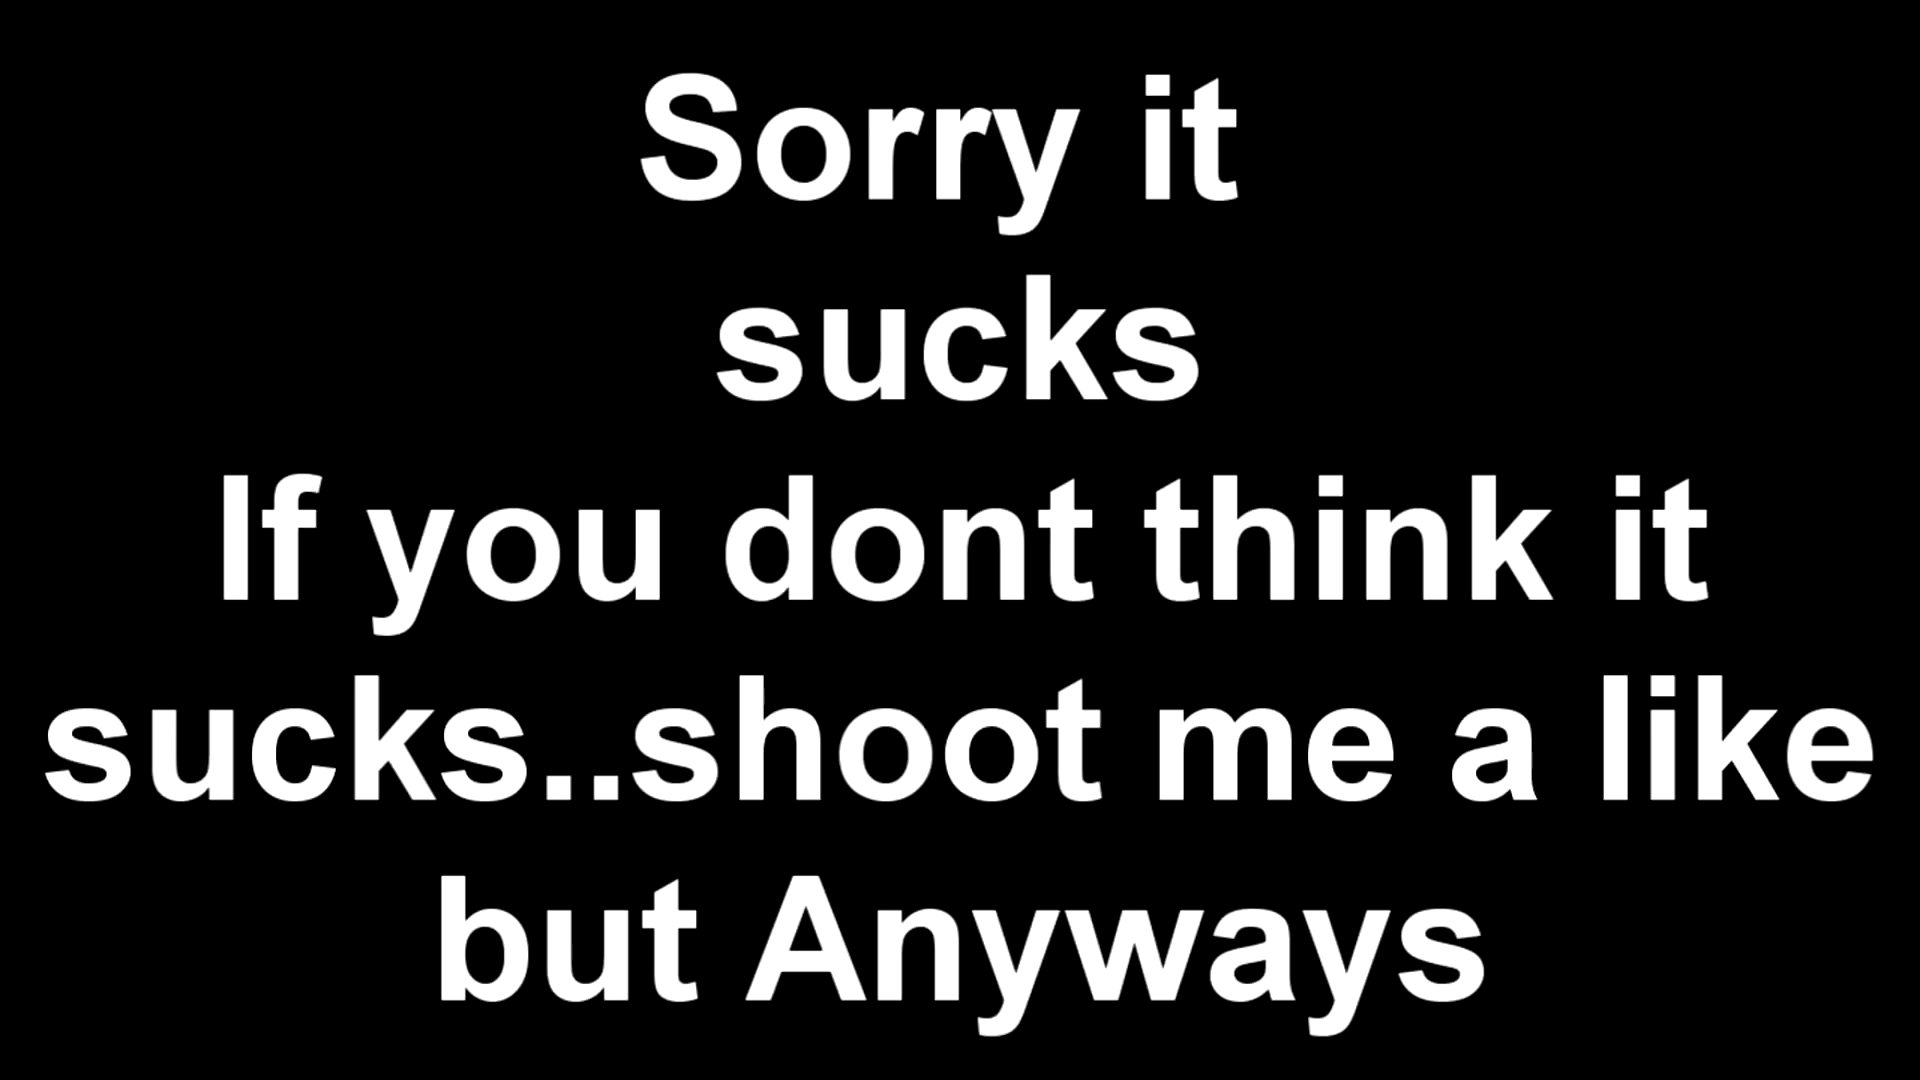 Sorry it
sucks
If you dont think it
sucks..shoot me a like
but Anyways